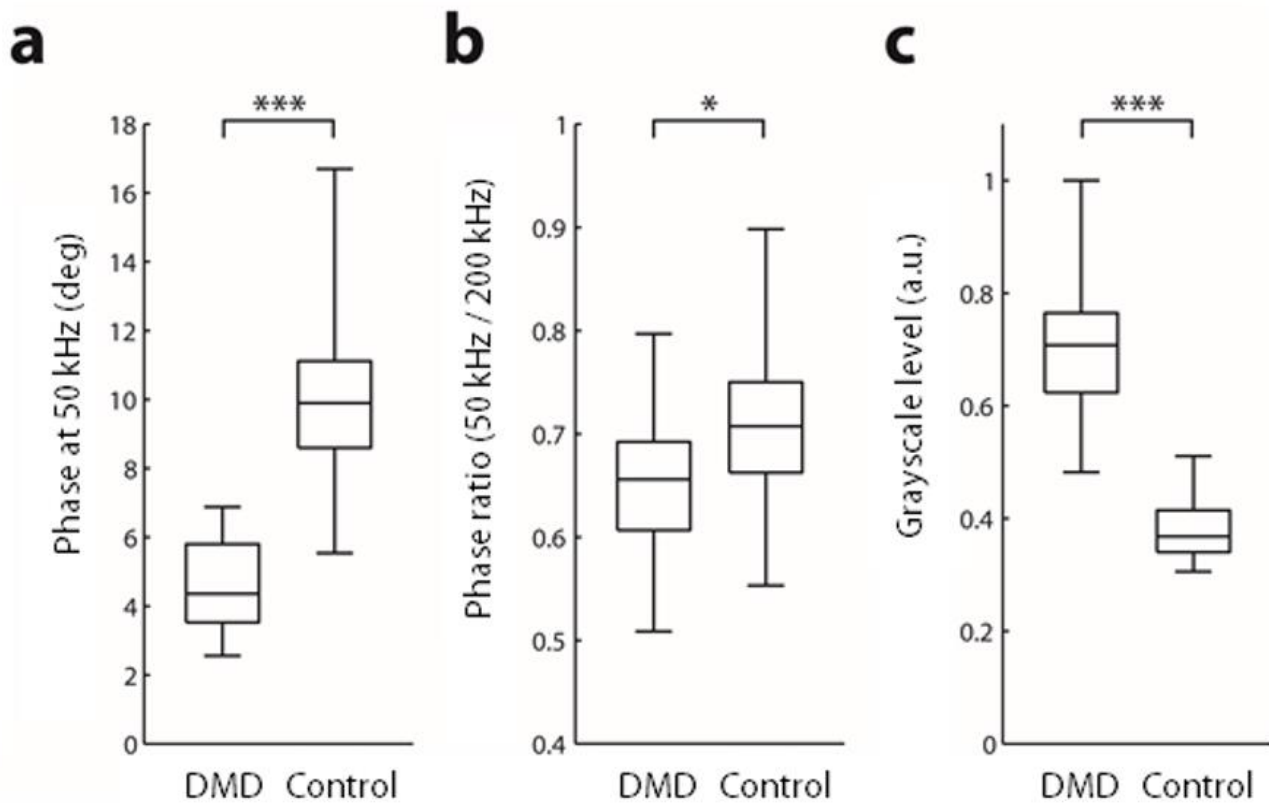 a
***
Phase at 50 kHz (deg)
18
16
14
12
10
8
6
4
2
0
DMD Control
b
*
Phase ratio (50 kHz / 200 kHz)
1
0.9
0.8
0.7
0.6
0.5
0.4
DMD Control
c
***
Grayscale level (a.u.)
1
0.8
0.6
0.4
0.2
0
DMD Control